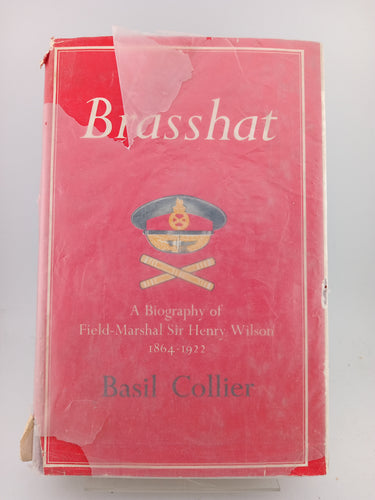 Brasshat
A Biography of
Field-Marshal Sir Henry Wilson
1864-1922
Basil Collier